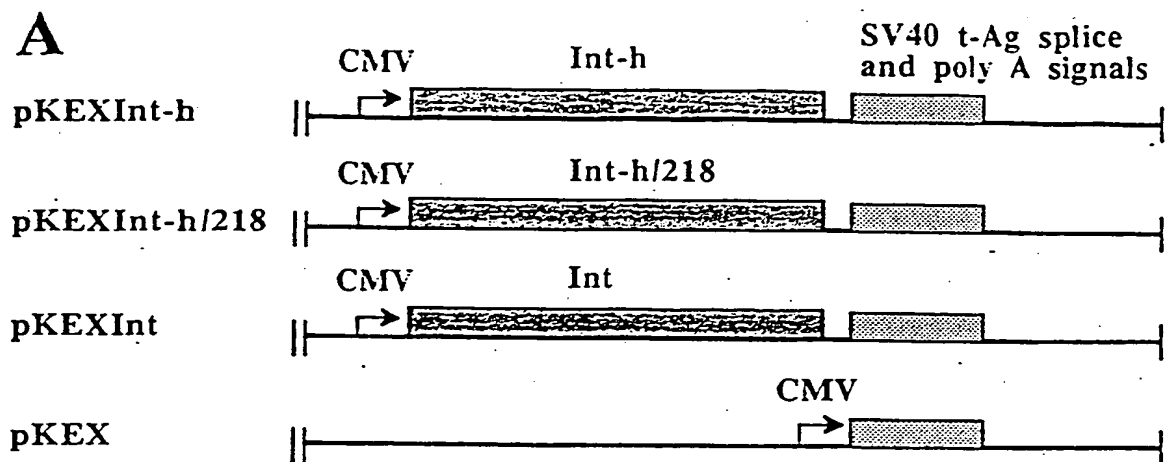 A
SV40 t-Ag splice
and poly A signals
CMV
Int-h
pKEXInt-h
CMV
Int-h/218
pKEXInt-h/218
CMV
Int
pKEXInt
CMV
pKEX